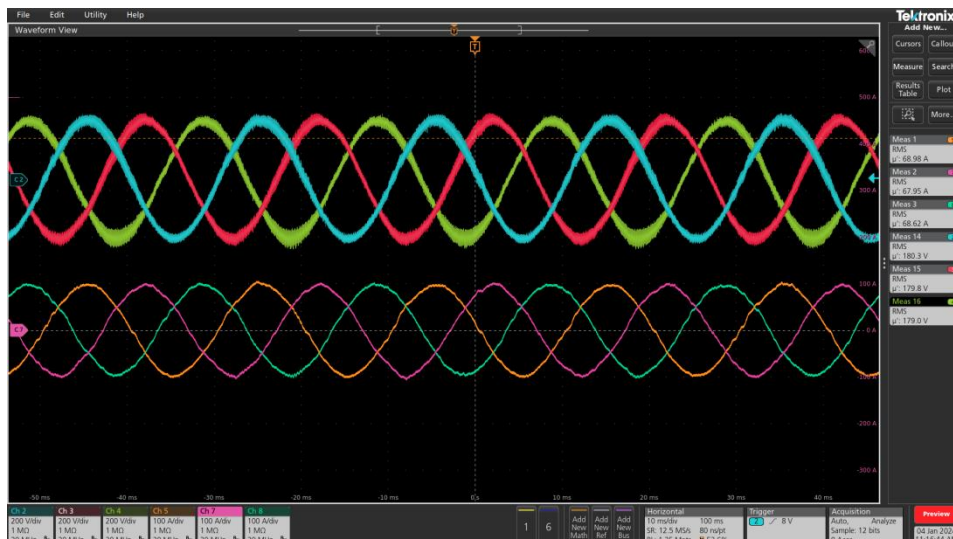 File Edit Utility Help
Tektronix
Waveform View
Add New...
Cursors
Measure
Results
Table
Plot
More...
T
T
500 A
C 2
100 A
C 7
0 A
-100 A
-200 A
-300 A
-50 ms -40 ms -30 ms -20 ms -10 ms 0 s 10 ms 20 ms 30 ms 40 ms
Meas 1
RMS
µ': 68.98 A
Meas 2
RMS
µ': 67.95 A
Meas 3
RMS
µ': 68.62 A
Meas 14
RMS
µ': 180.3 V
Meas 15
RMS
µ': 179.8 V
Meas 16
RMS
µ': 179.0 V
Ch 2
200 V/div
1 MΩ
Ch 3
200 V/div
1 MΩ
Ch 4
200 V/div
1 MΩ
Ch 5
100 A/div
1 MΩ
Ch 7
100 A/div
1 MΩ
Ch 8
100 A/div
1 MΩ
1
6
Add
New
Math
Add
New
Ref
Add
New
Bus
Horizontal
10 ms/div 100 ms
SR: 12.5 MS/s 80 ns/pt
Trigger
2 8 V
Acquisition
Auto, Analyze
Sample: 12 bits
Preview